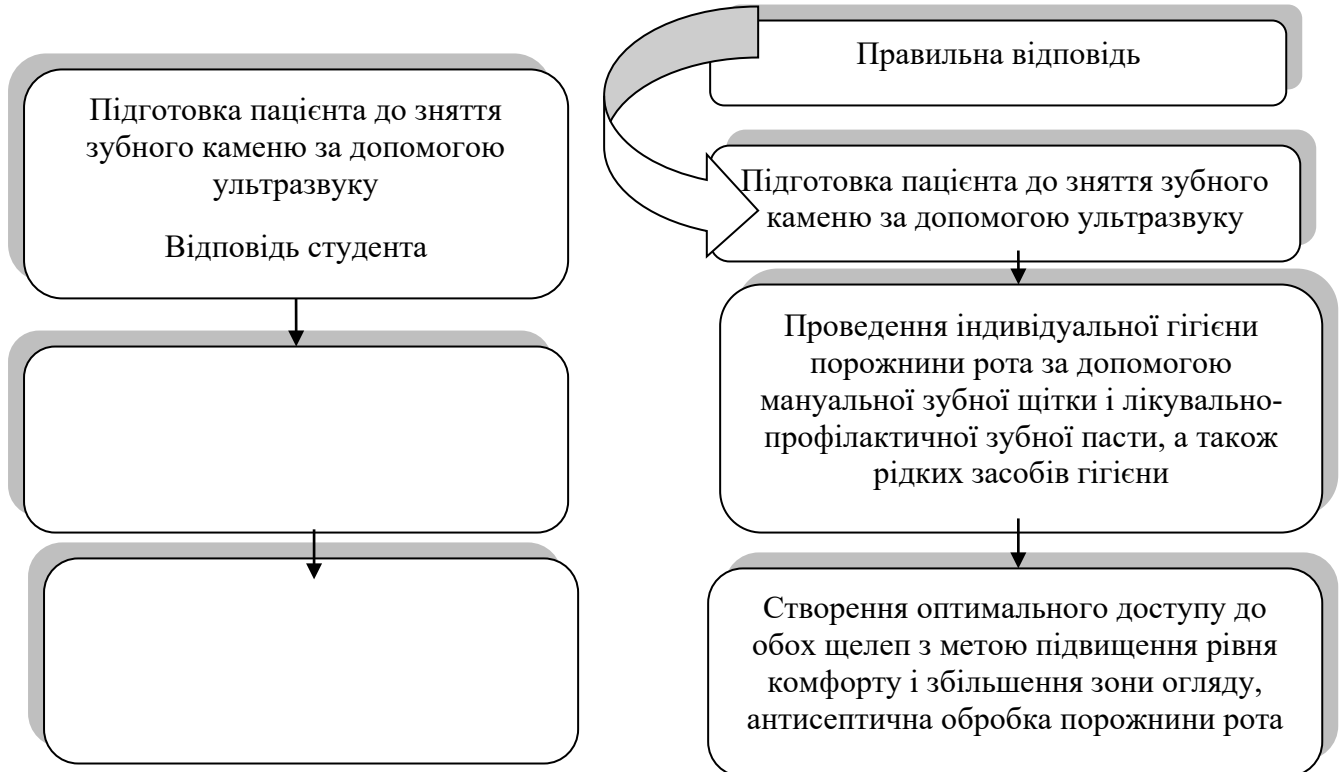 Підготовка пацієнта до зняття
зубного каменю за допомогою
ультразвуку
Відповідь студента
Правильна відповідь
Підготовка пацієнта до зняття зубного
каменю за допомогою ультразвуку
Проведення індивідуальної гігієни
порожнини рота за допомогою
мануальної зубної щітки і лікувально-
профілактичної зубної пасти, а також
рідких засобів гігієни
Створення оптимального доступу до
обох щелеп з метою підвищення рівня
комфорту і збільшення зони огляду,
антисептична обробка порожнини рота